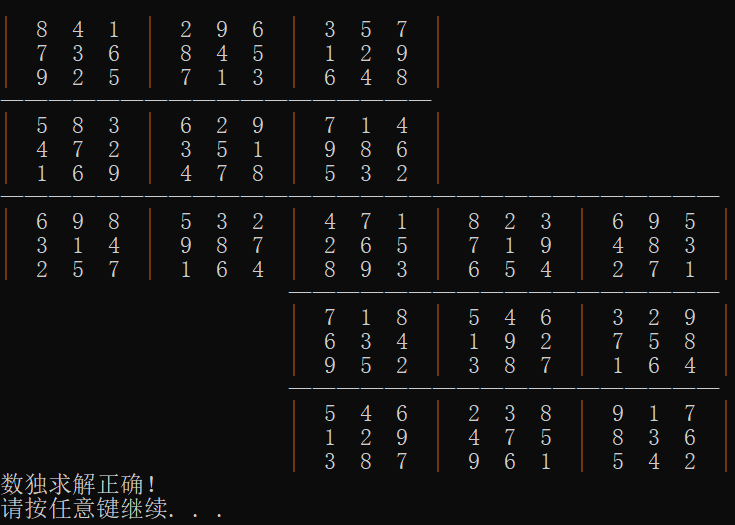 | 8 4 1 | 2 9 6 | 3 5 7 |
| 7 3 6 | 8 4 5 | 1 2 9 |
| 9 2 5 | 7 1 3 | 6 4 8 |
| 5 8 3 | 6 2 9 | 7 1 4 |
| 4 7 2 | 3 5 1 | 9 8 6 |
| 1 6 9 | 4 7 8 | 5 3 2 |
| 6 9 8 | 5 3 2 | 4 7 1 | 8 2 3 | 6 9 5 |
| 3 1 4 | 9 8 7 | 2 6 5 | 7 1 9 | 4 8 3 |
| 2 5 7 | 1 6 4 | 8 9 3 | 6 5 4 | 2 7 1 |
| 7 1 8 | 5 4 6 | 3 2 9 |
| 6 3 4 | 1 9 2 | 7 5 8 |
| 9 5 2 | 3 8 7 | 1 6 4 |
| 5 4 6 | 2 3 8 | 9 1 7 |
| 1 2 9 | 4 7 5 | 8 3 6 |
| 3 8 7 | 9 6 1 | 5 4 2 |
数独求解正确！
请按任意键继续. . .